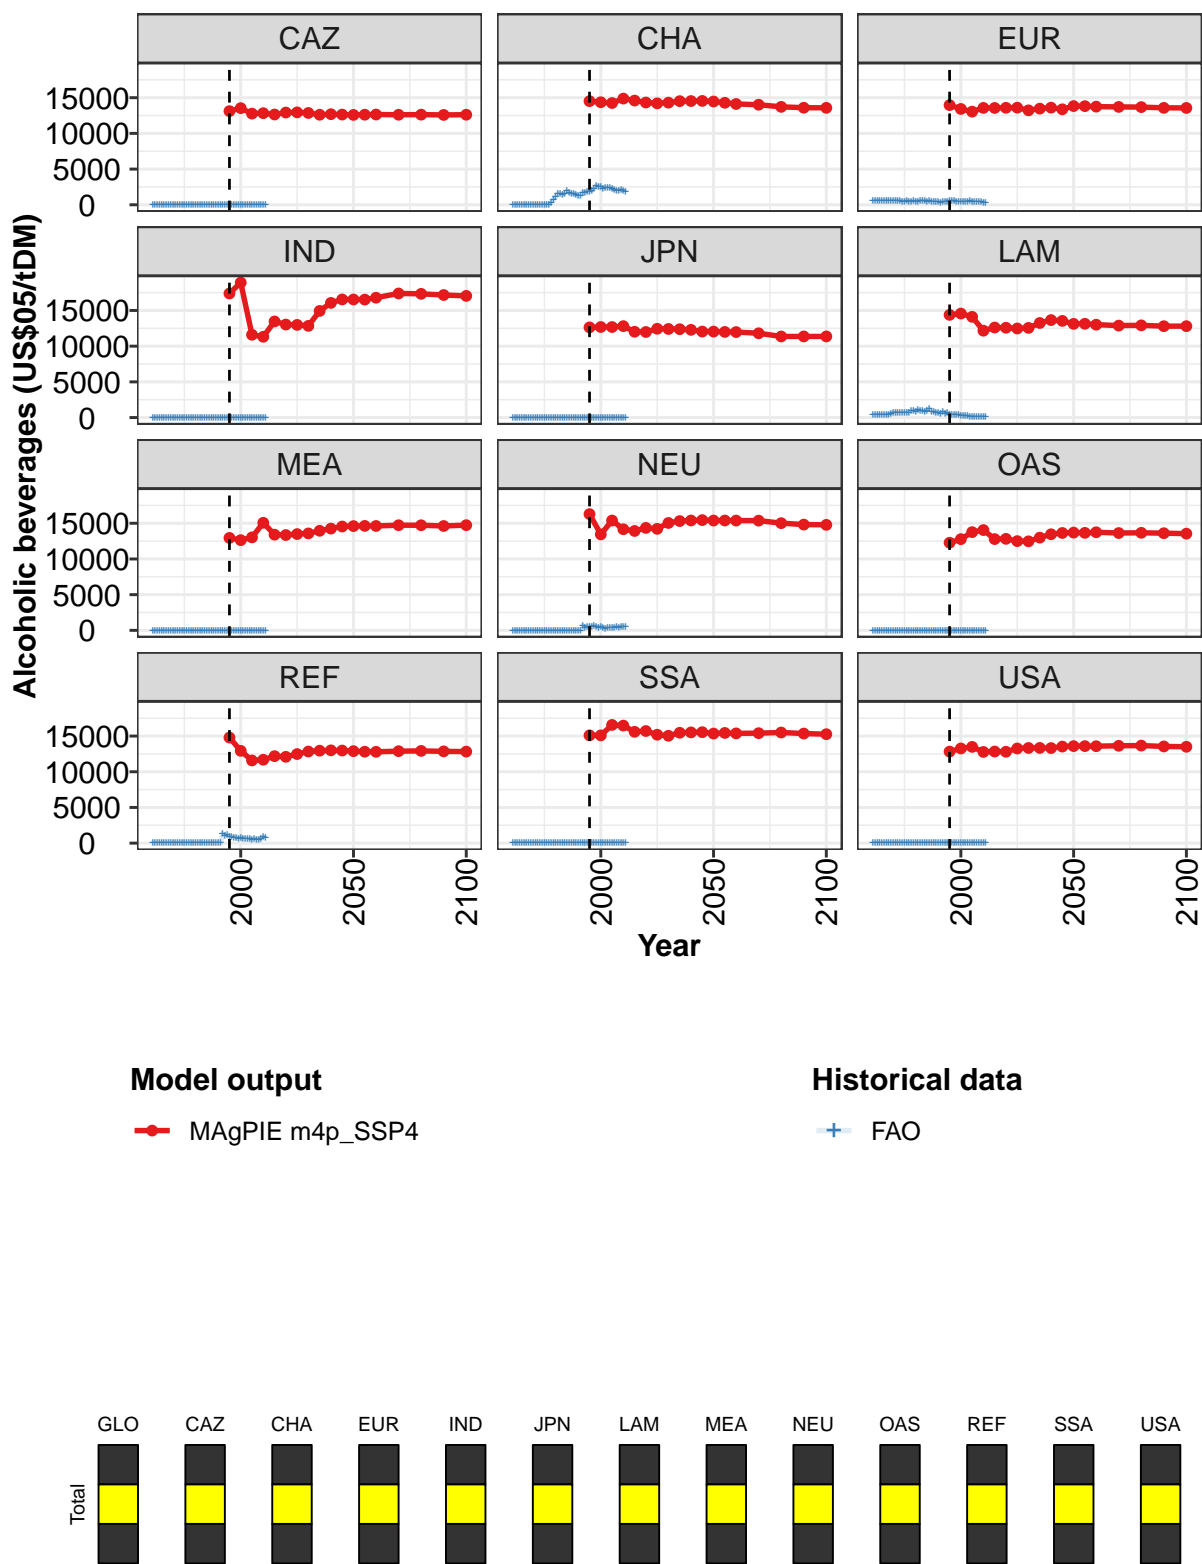 CAZ CHA EUR
15000
10000
5000
0
IND JPN LAM
15000
10000
5000
0
MEA NEU OAS
15000
10000
5000
0
REF SSA USA
15000
10000
5000
0
Alcoholic beverages (US$05/tDM)
2000 2050 2100 2000 2050 2100 2000 2050 2100
Year
Model output Historical data
MAgPIE m4p_SSP4 FAO
GLO CAZ CHA EUR IND JPN LAM MEA NEU OAS REF SSA USA
Total